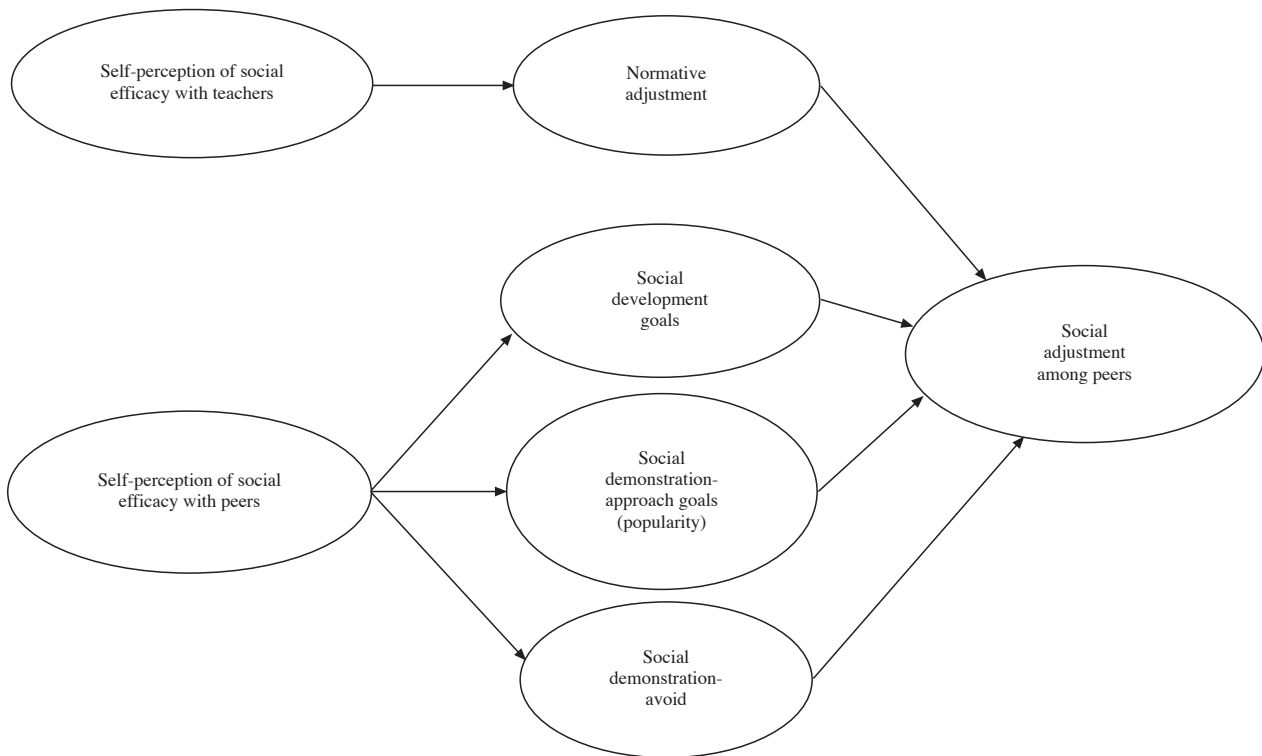 Self-perception of social
efficacy with teachers
Normative
adjustment
Social
development
goals
Social
adjustment
among peers
Self-perception of social
efficacy with peers
Social
demonstration-
approach goals
(popularity)
Social
demonstration-
avoid